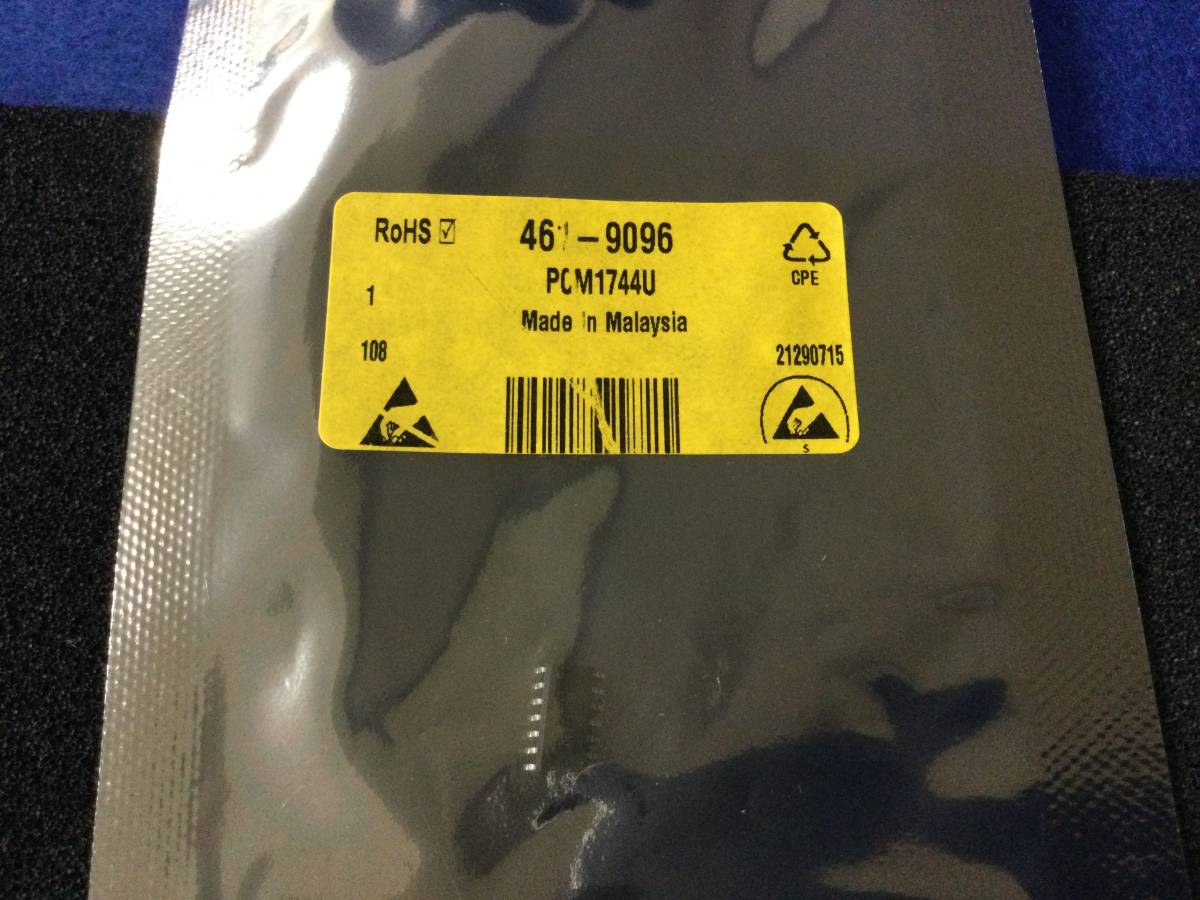 RoHS ☑ 461-9096
PCM1744U
CPE
1
Made in Malaysia
108
21290715
S